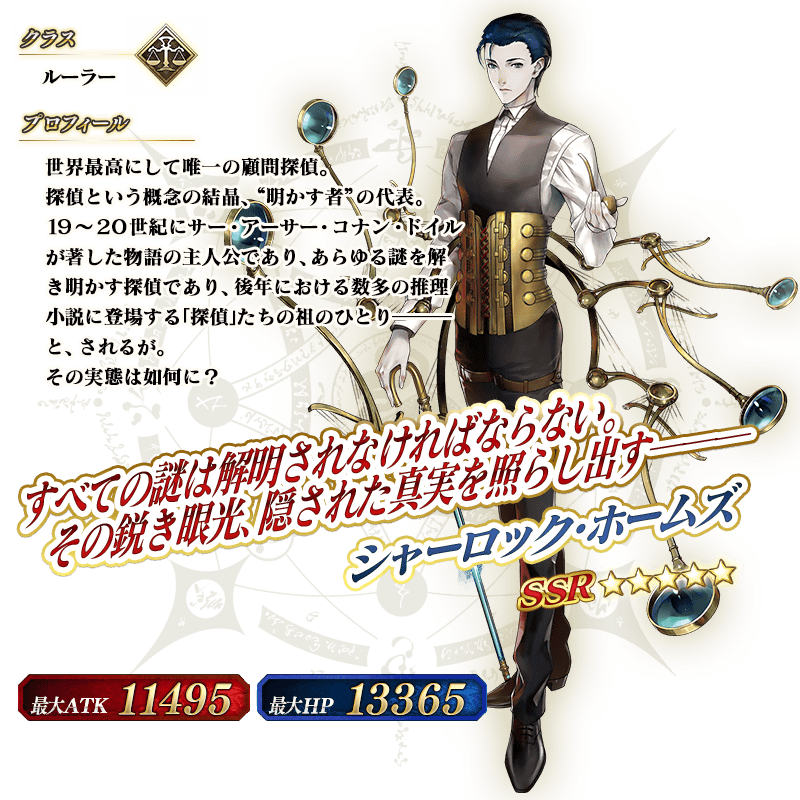 クラス
ルーラー
プロフィール
世界最高にして唯一の顧問探偵。
探偵という概念の結晶、“明かす者”の代表。
19～20世紀にサー・アーサー・コナン・ドイル
が著した物語の主人公であり、あらゆる謎を解
き明かす探偵であり、後年における数多の推理
小説に登場する「探偵」たちの祖のひとり───
と、されるが。
その実態は如何に？
すべての謎は解明されなければならない。
その鋭き眼光、隠された真実を照らし出す───
シャーロック・ホームズ
SSR☆☆☆☆☆
最大ATK 11495
最大HP 13365